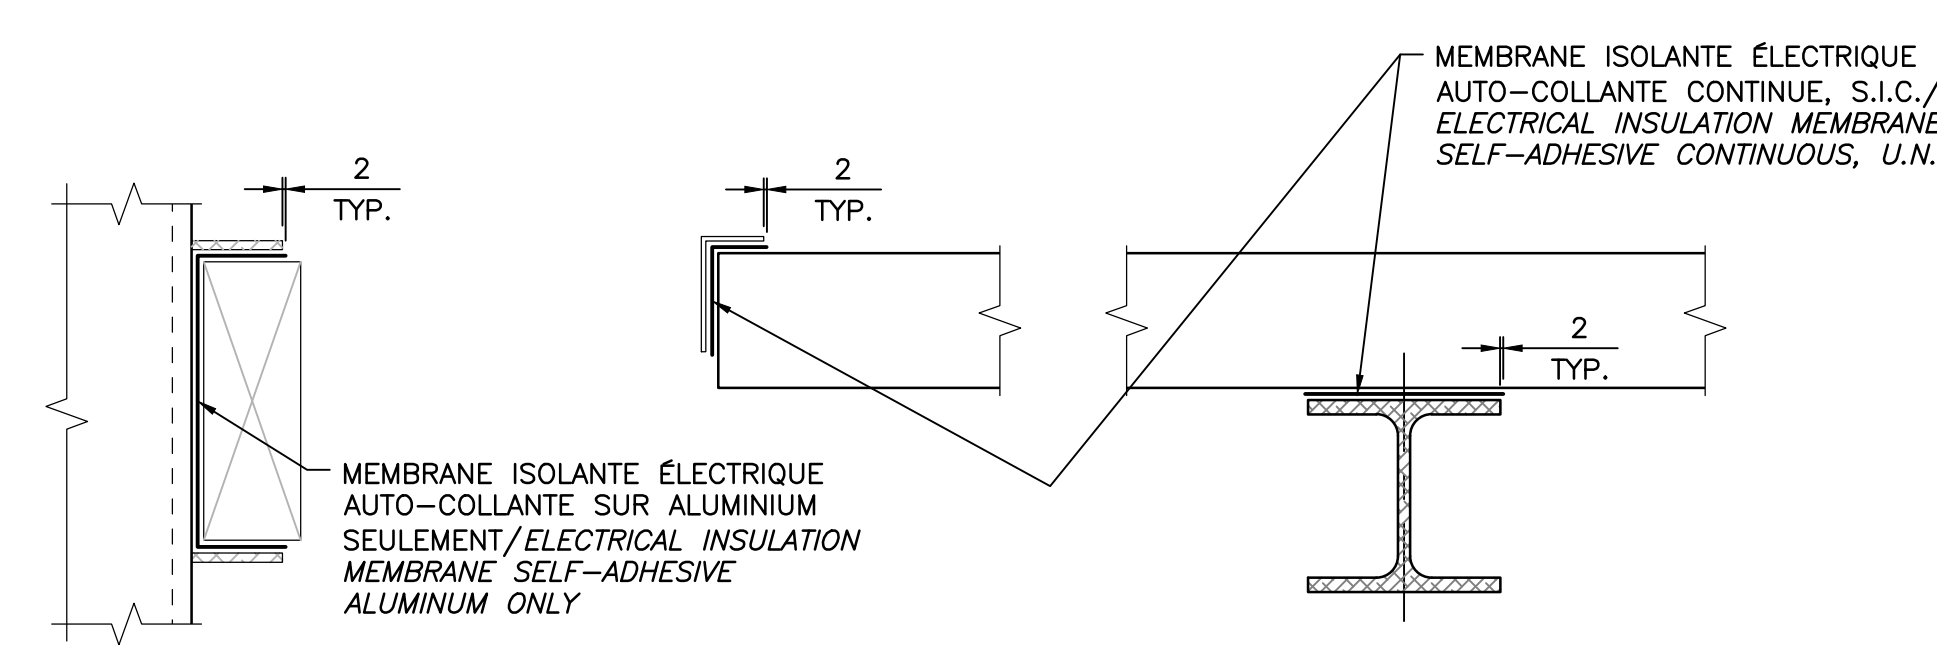 MEMBRANE ISOLANTE ÉLECTRIQUE
AUTO-COLLANTE CONTINUE, S.I.C./
ELECTRICAL INSULATION MEMBRANE
SELF-ADHESIVE CONTINUOUS, U.N.
2
TYP.
2
TYP.
2
TYP.
MEMBRANE ISOLANTE ÉLECTRIQUE
AUTO-COLLANTE SUR ALUMINIUM
SEULEMENT/ELECTRICAL INSULATION
MEMBRANE SELF-ADHESIVE
ALUMINUM ONLY